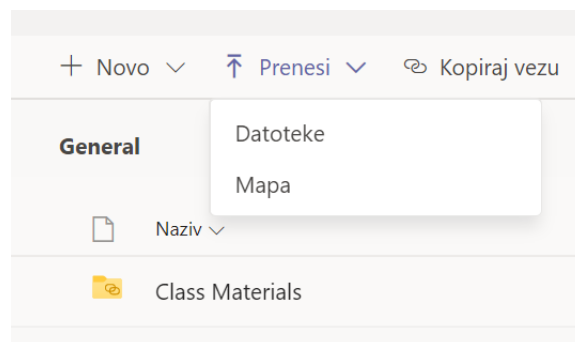 Novo Prenesi Kopiraj vezu
Datoteke
General
Mapa
Naziv
Class Materials